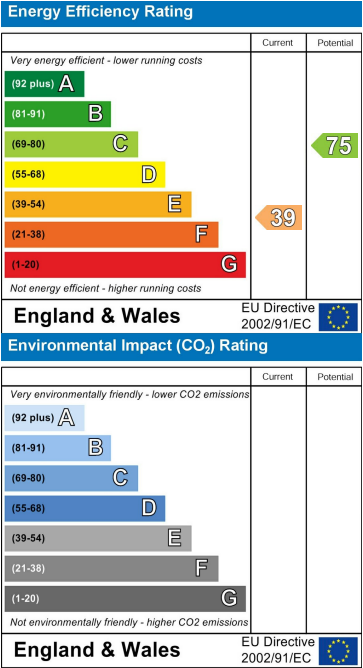 Energy Efficiency Rating
Current Potential
Very energy efficient - lower running costs
(92 plus) A
(81-91) B
(69-80) C
(55-68) D
(39-54) E
(21-38) F
(1-20) G
39
75
Not energy efficient - higher running costs
England & Wales
EU Directive
2002/91/EC
Environmental Impact (CO₂) Rating
Current Potential
Very environmentally friendly - lower CO2 emissions
(92 plus) A
(81-91) B
(69-80) C
(55-68) D
(39-54) E
(21-38) F
(1-20) G
Not environmentally friendly - higher CO2 emissions
England & Wales
EU Directive
2002/91/EC